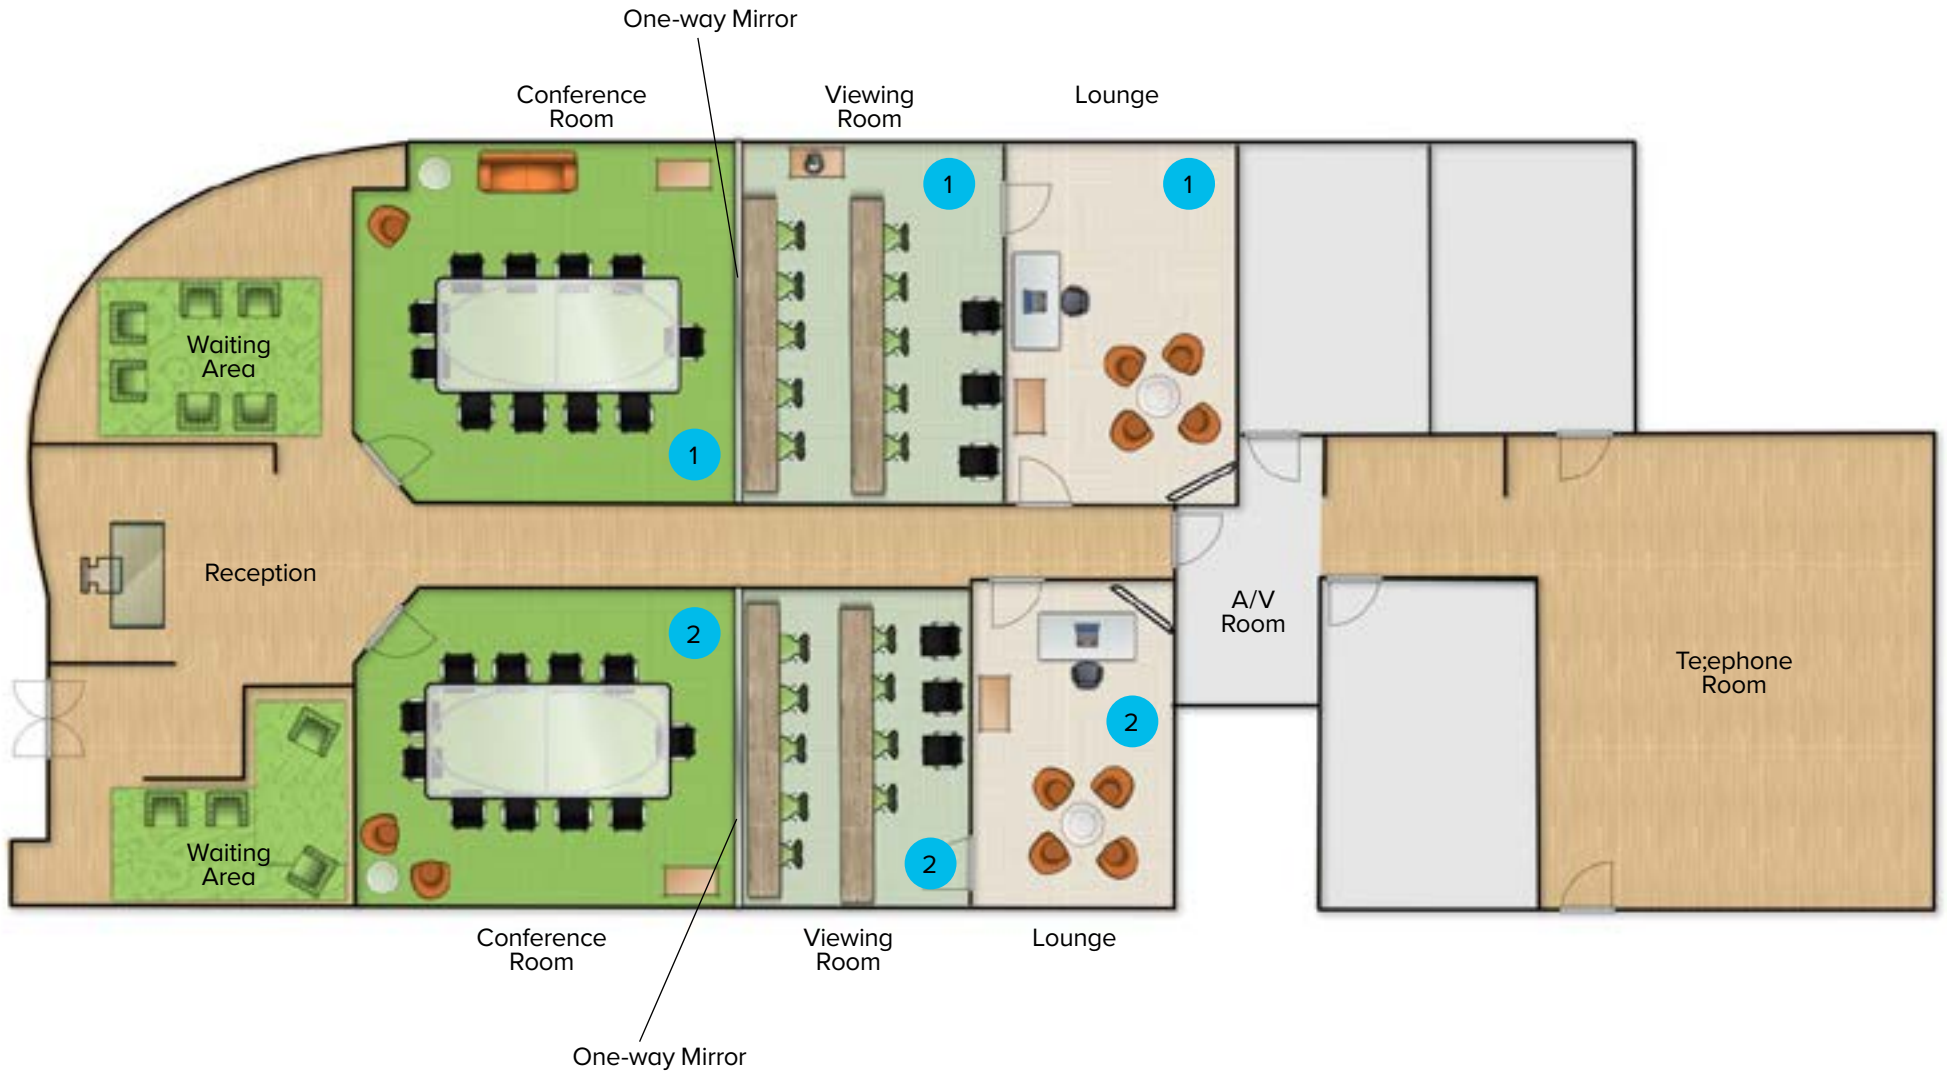 One-way Mirror
Conference
Room
Viewing
Room
Lounge
1
1
Waiting
Area
1
Reception
2
A/V
Room
Te;ephone
Room
2
2
Waiting
Area
Conference
Room
Viewing
Room
Lounge
One-way Mirror